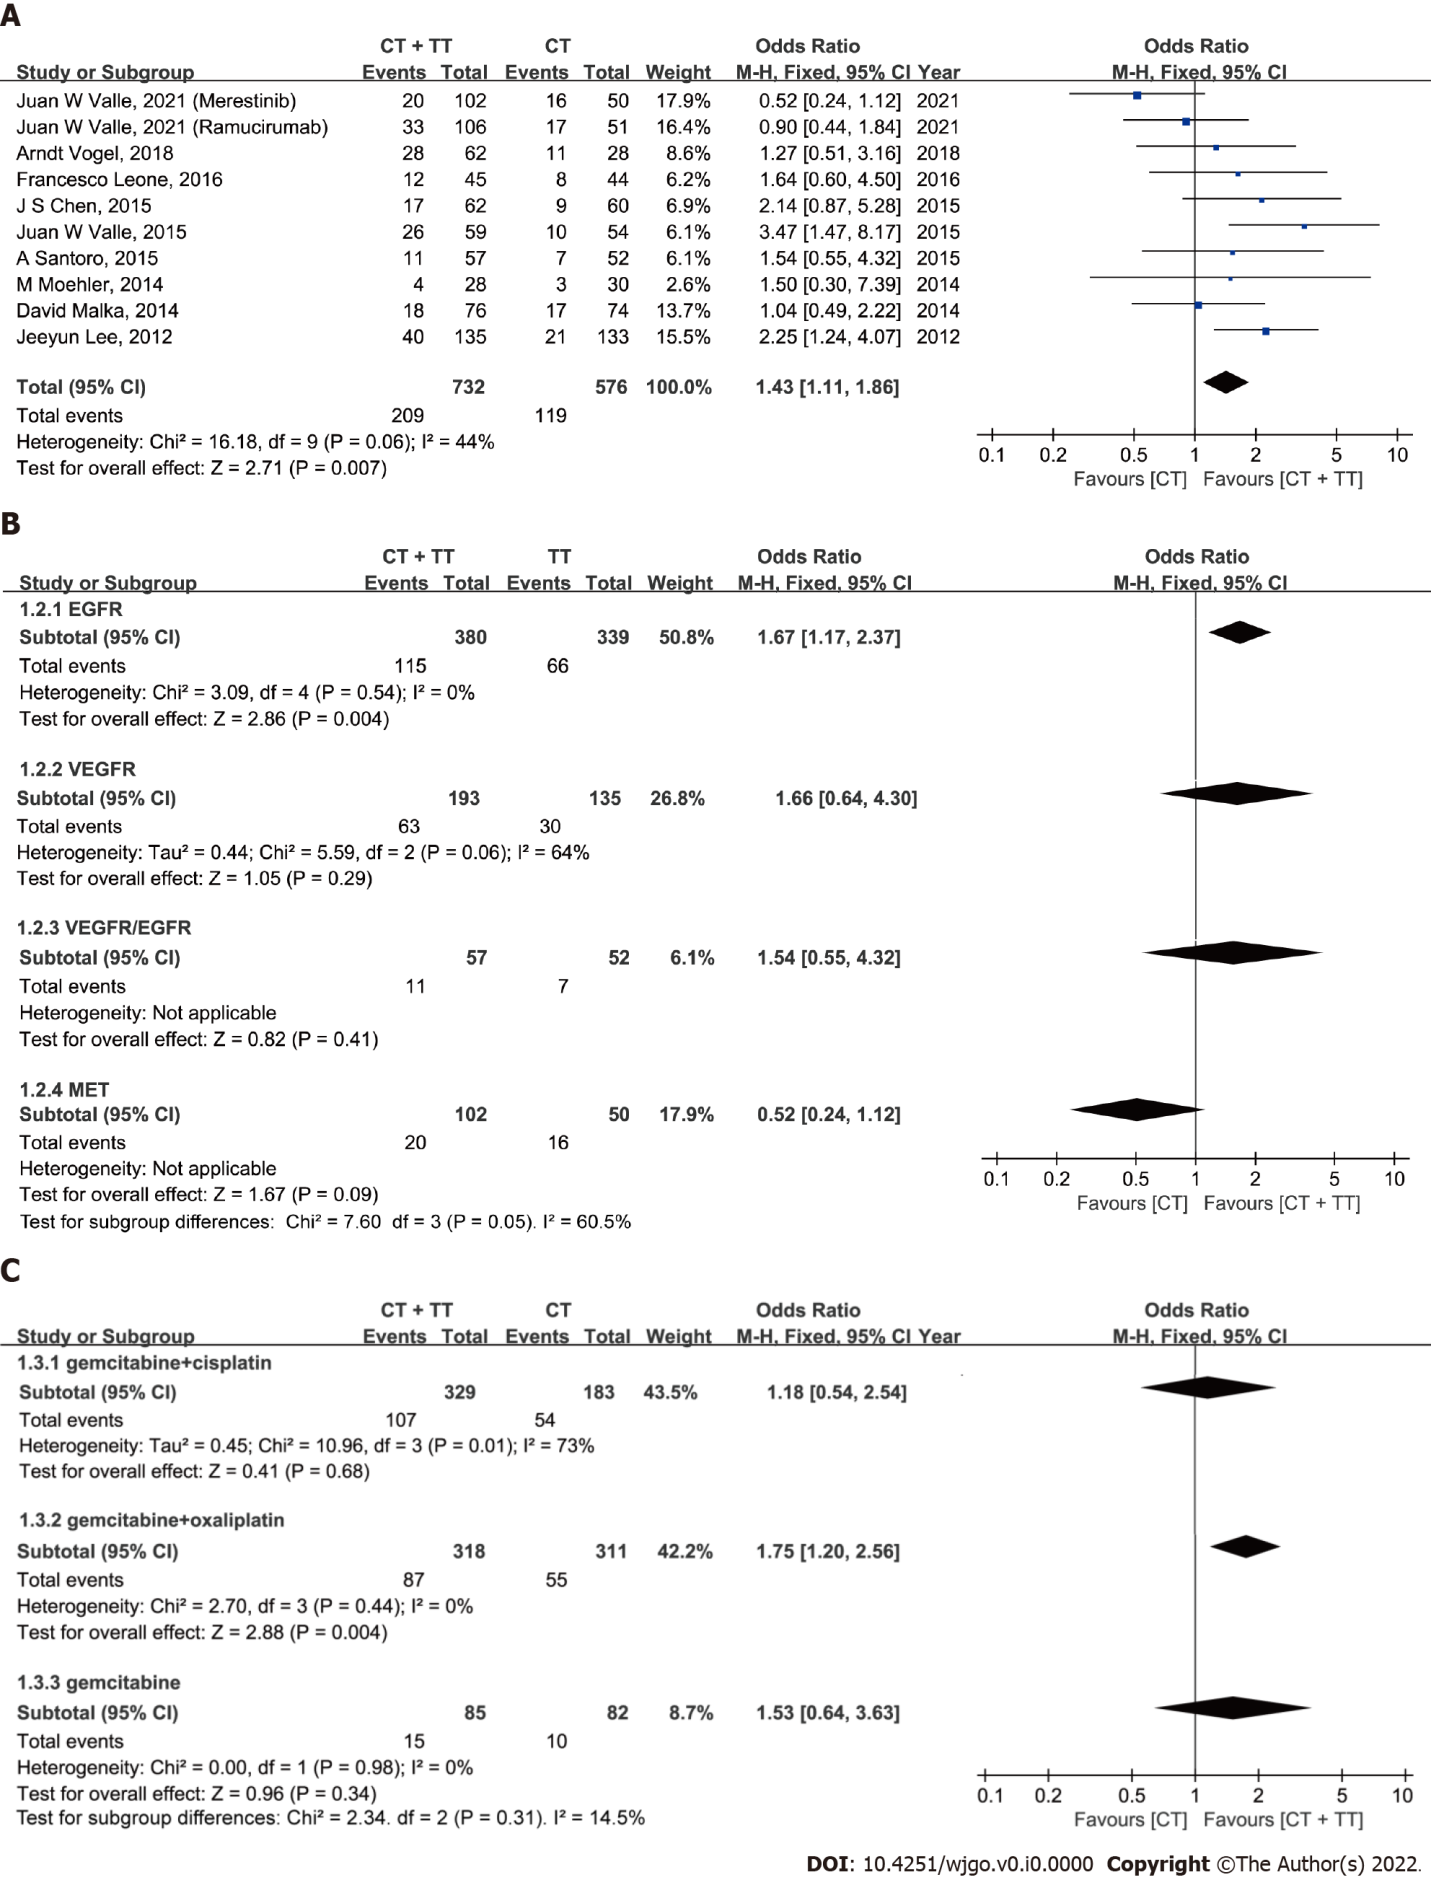 A
CT + TT CT Odds Ratio Odds Ratio
Study or Subgroup Events Total Events Total Weight M-H, Fixed, 95% CI Year M-H, Fixed, 95% CI
Juan W Valle, 2021 (Merestinib) 20 102 16 50 17.9% 0.52 [0.24, 1.12] 2021
Juan W Valle, 2021 (Ramucirumab) 33 106 17 51 16.4% 0.90 [0.44, 1.84] 2021
Arndt Vogel, 2018 28 62 11 28 8.6% 1.27 [0.51, 3.16] 2018
Francesco Leone, 2016 12 45 8 44 6.2% 1.64 [0.60, 4.50] 2016
J S Chen, 2015 17 62 9 60 6.9% 2.14 [0.87, 5.28] 2015
Juan W Valle, 2015 26 59 10 54 6.1% 3.47 [1.47, 8.17] 2015
A Santoro, 2015 11 57 7 52 6.1% 1.54 [0.55, 4.32] 2015
M Moehler, 2014 4 28 3 30 2.6% 1.50 [0.30, 7.39] 2014
David Malka, 2014 18 76 17 74 13.7% 1.04 [0.49, 2.22] 2014
Jeeyun Lee, 2012 40 135 21 133 15.5% 2.25 [1.24, 4.07] 2012
Total (95% CI) 732 576 100.0% 1.43 [1.11, 1.86]
Total events 209 119
Heterogeneity: Chi² = 16.18, df = 9 (P = 0.06); I² = 44%
Test for overall effect: Z = 2.71 (P = 0.007)
0.1 0.2 0.5 1 2 5 10
Favours [CT] Favours [CT + TT]
B
CT + TT TT Odds Ratio Odds Ratio
Study or Subgroup Events Total Events Total Weight M-H, Fixed, 95% CI M-H, Fixed, 95% CI
1.2.1 EGFR
Subtotal (95% CI) 380 339 50.8% 1.67 [1.17, 2.37]
Total events 115 66
Heterogeneity: Chi² = 3.09, df = 4 (P = 0.54); I² = 0%
Test for overall effect: Z = 2.86 (P = 0.004)
1.2.2 VEGFR
Subtotal (95% CI) 193 135 26.8% 1.66 [0.64, 4.30]
Total events 63 30
Heterogeneity: Tau² = 0.44; Chi² = 5.59, df = 2 (P = 0.06); I² = 64%
Test for overall effect: Z = 1.05 (P = 0.29)
1.2.3 VEGFR/EGFR
Subtotal (95% CI) 57 52 6.1% 1.54 [0.55, 4.32]
Total events 11 7
Heterogeneity: Not applicable
Test for overall effect: Z = 0.82 (P = 0.41)
1.2.4 MET
Subtotal (95% CI) 102 50 17.9% 0.52 [0.24, 1.12]
Total events 20 16
Heterogeneity: Not applicable
Test for overall effect: Z = 1.67 (P = 0.09)
Test for subgroup differences: Chi² = 7.60 df = 3 (P = 0.05). I² = 60.5%
0.1 0.2 0.5 1 2 5 10
Favours [CT] Favours [CT + TT]
C
CT + TT CT Odds Ratio Odds Ratio
Study or Subgroup Events Total Events Total Weight M-H, Fixed, 95% CI Year M-H, Fixed, 95% CI
1.3.1 gemcitabine+cisplatin
Subtotal (95% CI) 329 183 43.5% 1.18 [0.54, 2.54]
Total events 107 54
Heterogeneity: Tau² = 0.45; Chi² = 10.96, df = 3 (P = 0.01); I² = 73%
Test for overall effect: Z = 0.41 (P = 0.68)
1.3.2 gemcitabine+oxaliplatin
Subtotal (95% CI) 318 311 42.2% 1.75 [1.20, 2.56]
Total events 87 55
Heterogeneity: Chi² = 2.70, df = 3 (P = 0.44); I² = 0%
Test for overall effect: Z = 2.88 (P = 0.004)
1.3.3 gemcitabine
Subtotal (95% CI) 85 82 8.7% 1.53 [0.64, 3.63]
Total events 15 10
Heterogeneity: Chi² = 0.00, df = 1 (P = 0.98); I² = 0%
Test for overall effect: Z = 0.96 (P = 0.34)
Test for subgroup differences: Chi² = 2.34. df = 2 (P = 0.31). I² = 14.5%
0.1 0.2 0.5 1 2 5 10
Favours [CT] Favours [CT + TT]
DOI: 10.4251/wjgo.v0.i0.0000 Copyright ©The Author(s) 2022.